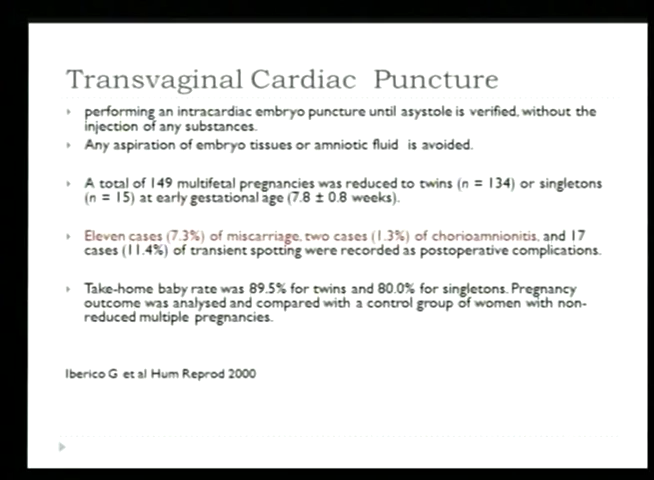 Transvaginal Cardiac Puncture
performing an intracardiac embryo puncture until asystole is verified, without the
injection of any substances.
Any aspiration of embryo tissues or amniotic fluid is avoided.
A total of 149 multifetal pregnancies was reduced to twins (n = 134) or singletons
(n = 15) at early gestational age (7.8 ± 0.8 weeks).
Eleven cases (7.3%) of miscarriage, two cases (1.3%) of chorioamnionitis, and 17
cases (11.4%) of transient spotting were recorded as postoperative complications.
Take-home baby rate was 89.5% for twins and 80.0% for singletons. Pregnancy
outcome was analysed and compared with a control group of women with non-
reduced multiple pregnancies.
Iberico G et al Hum Reprod 2000